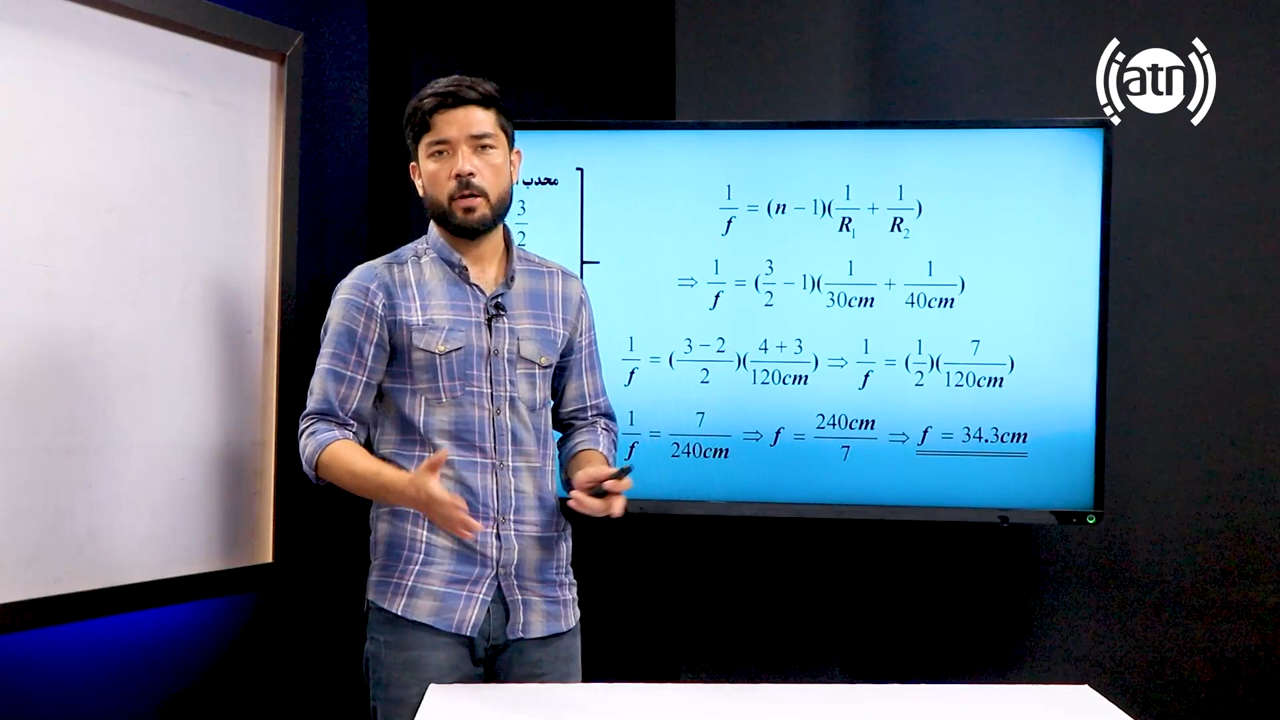 atn
محدب
3/2
1/f = (n − 1)(1/R₁ + 1/R₂)
⇒ 1/f = (3/2 − 1)(1/30cm + 1/40cm)
1/f = (3 − 2/2)(4 + 3/120cm) ⇒ 1/f = (1/2)(7/120cm)
1/f = 7/240cm ⇒ f = 240cm/7 ⇒ f = 34.3cm